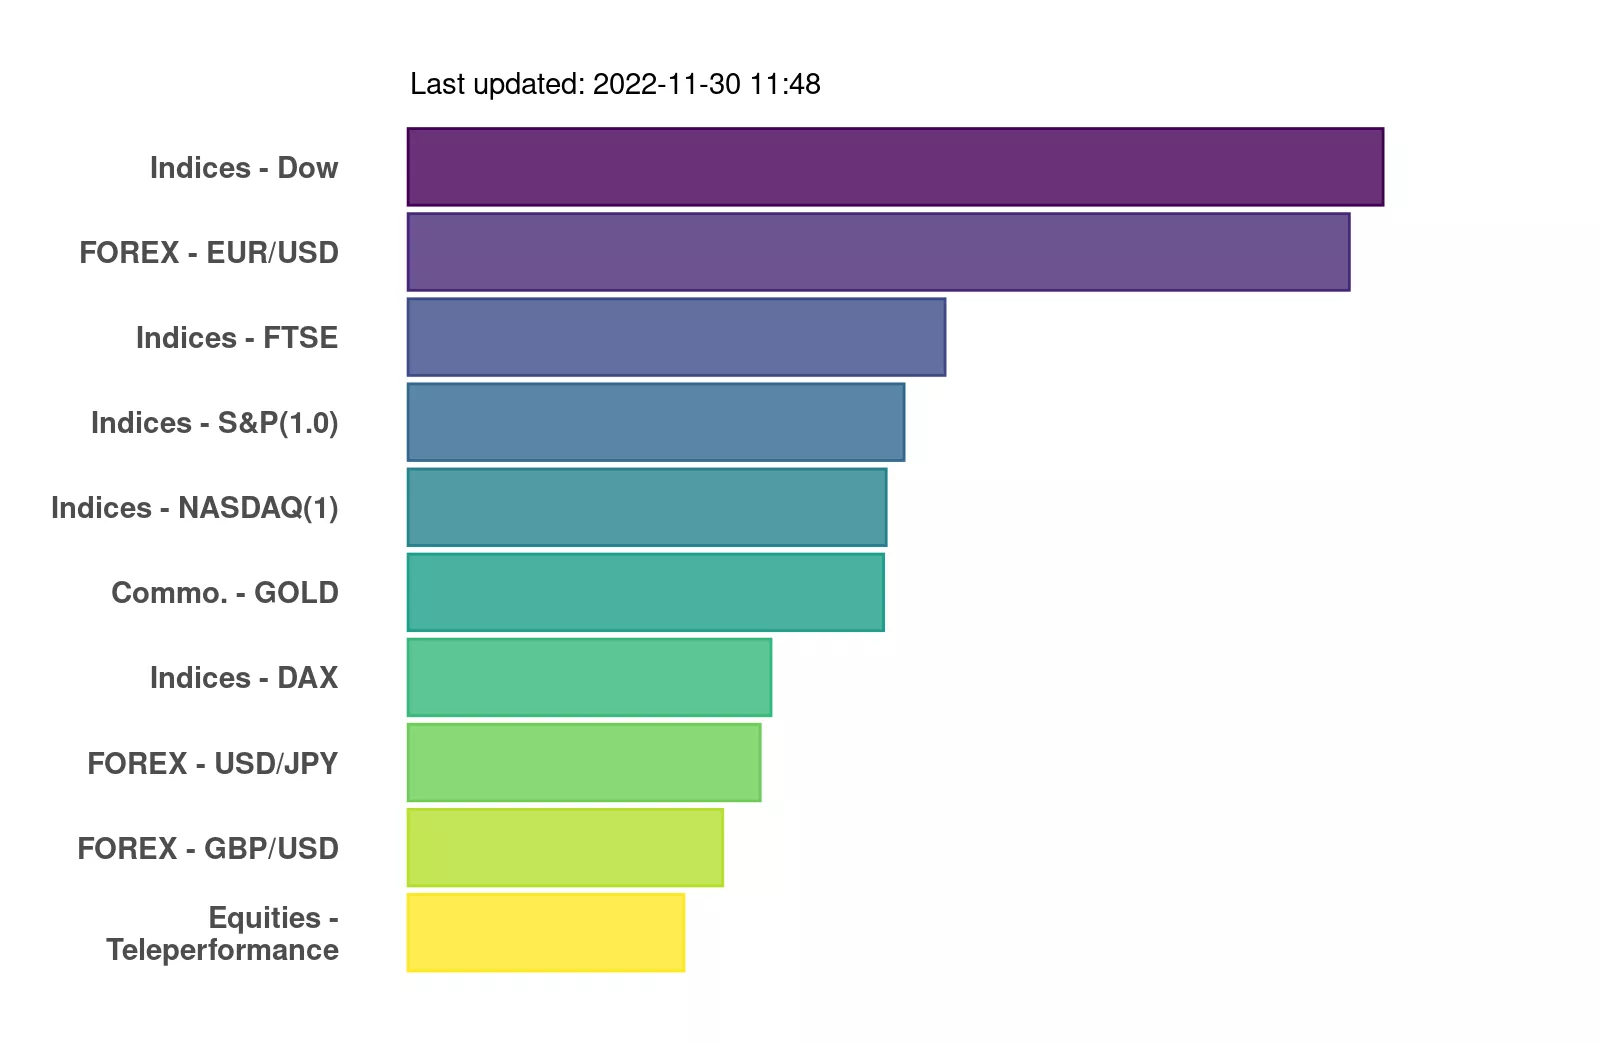 Last updated: 2022-11-30 11:48
Indices - Dow
FOREX - EUR/USD
Indices - FTSE
Indices - S&P(1.0)
Indices - NASDAQ(1)
Commo. - GOLD
Indices - DAX
FOREX - USD/JPY
FOREX - GBP/USD
Equities -
Teleperformance